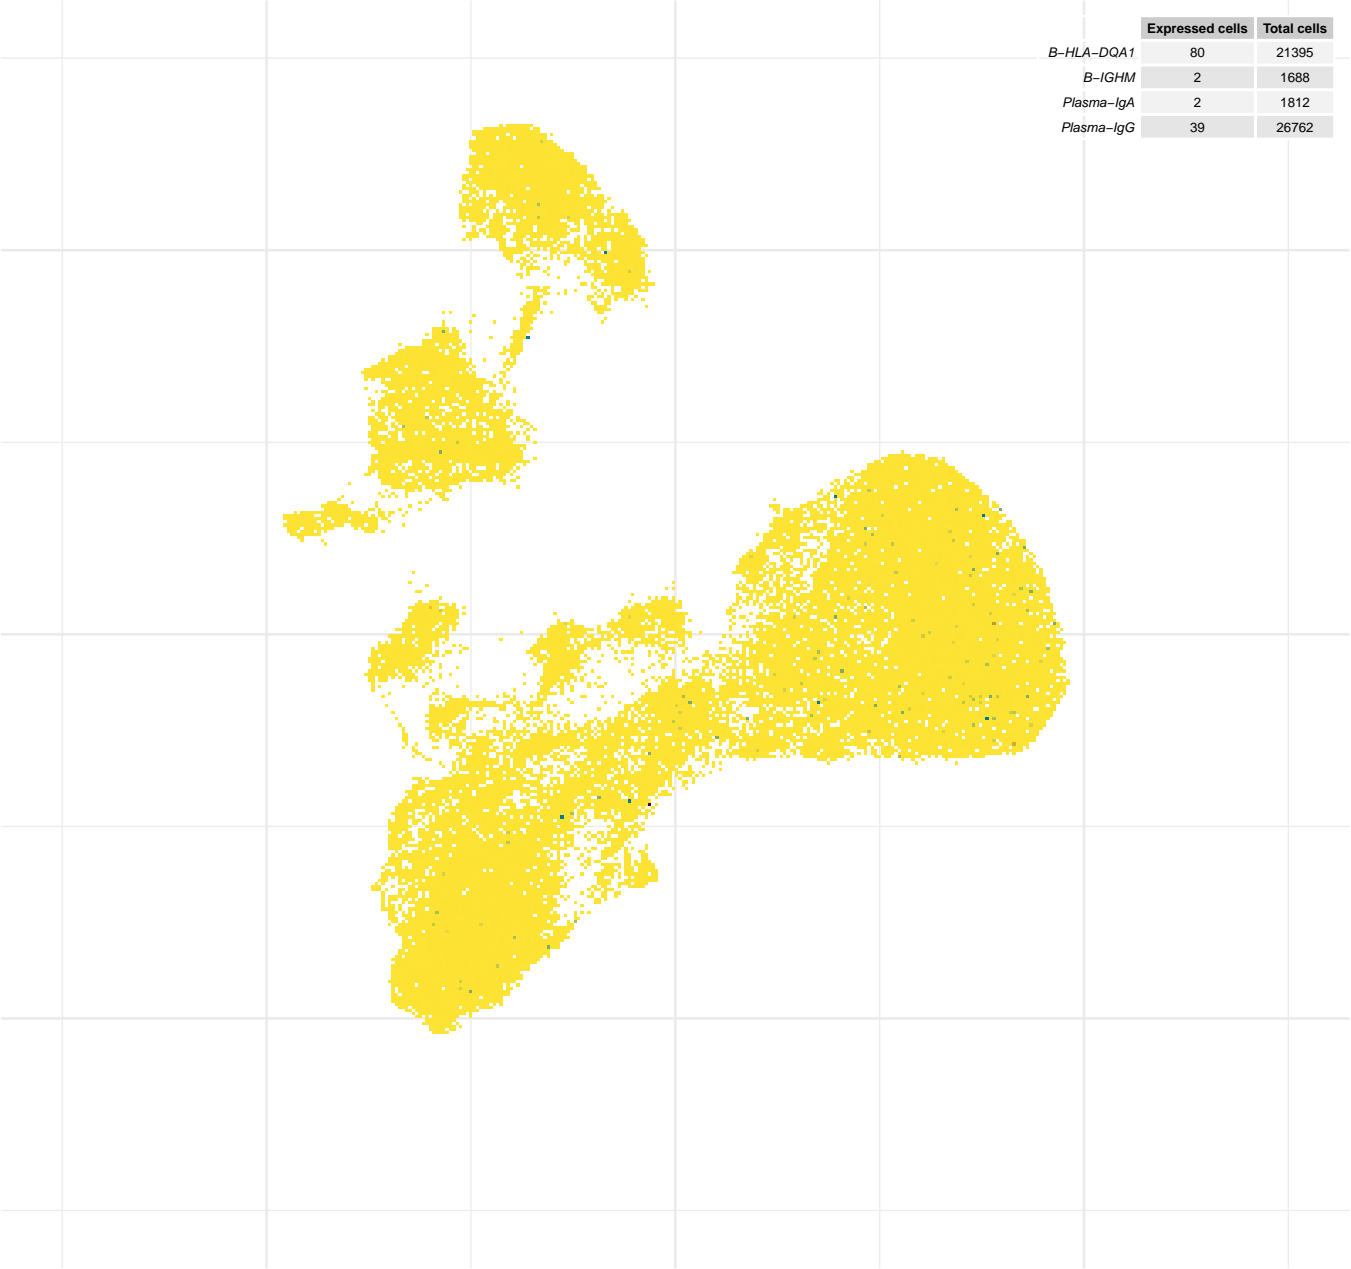 Expressed cells Total cells
B−HLA−DQA1 80 21395
B−IGHM 2 1688
Plasma−IgA 2 1812
Plasma−IgG 39 26762